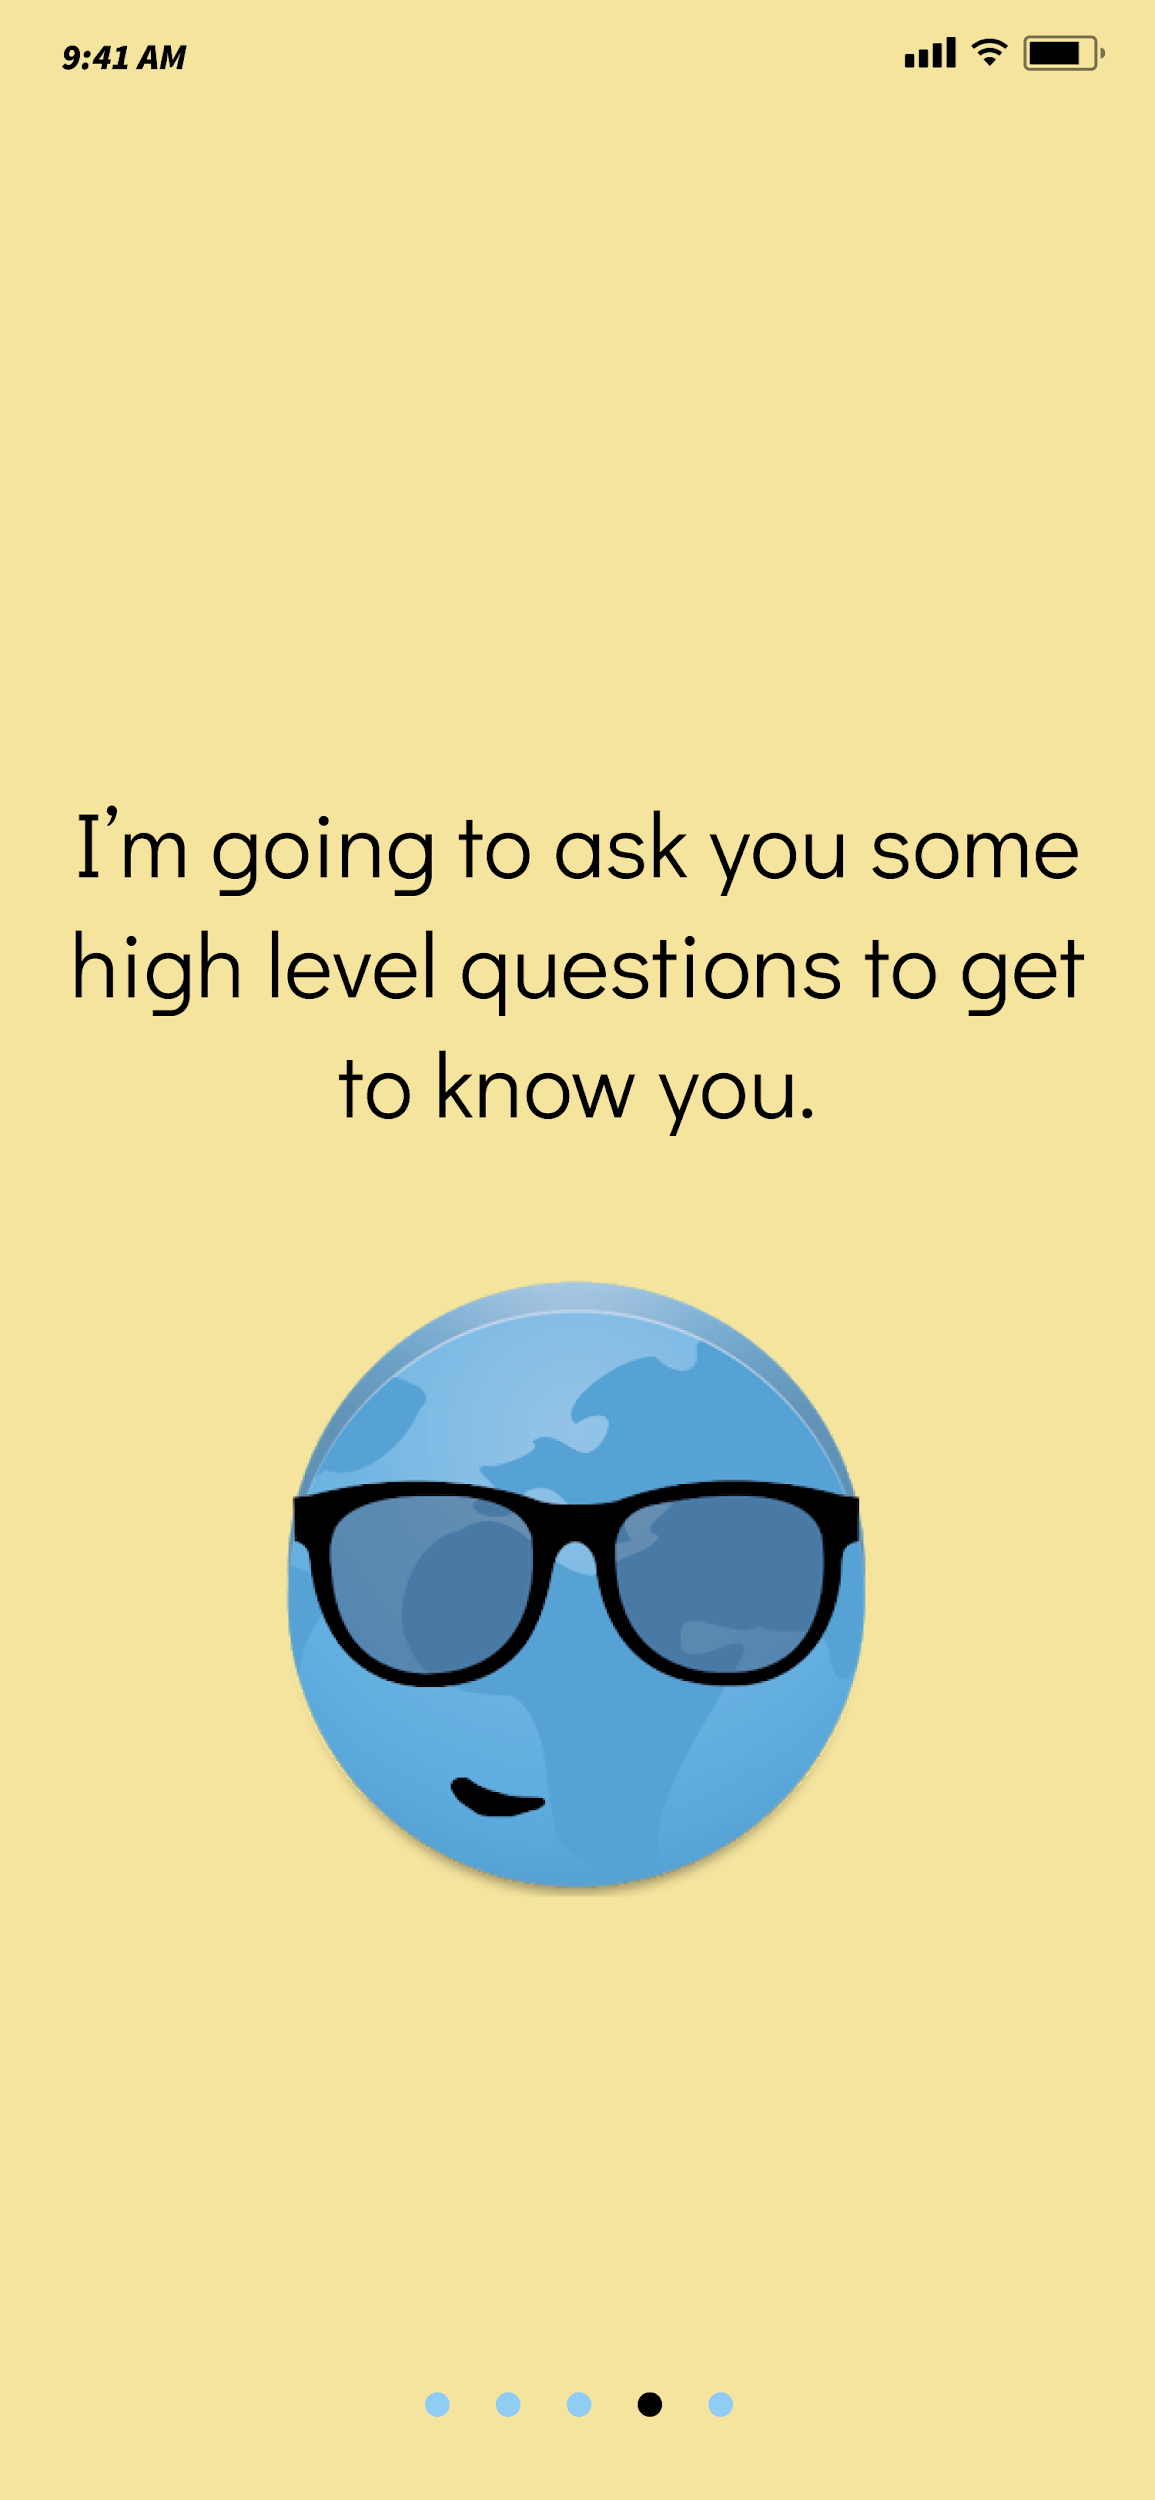 9:41 AM
I’m going to ask you some
high level questions to get
to know you.